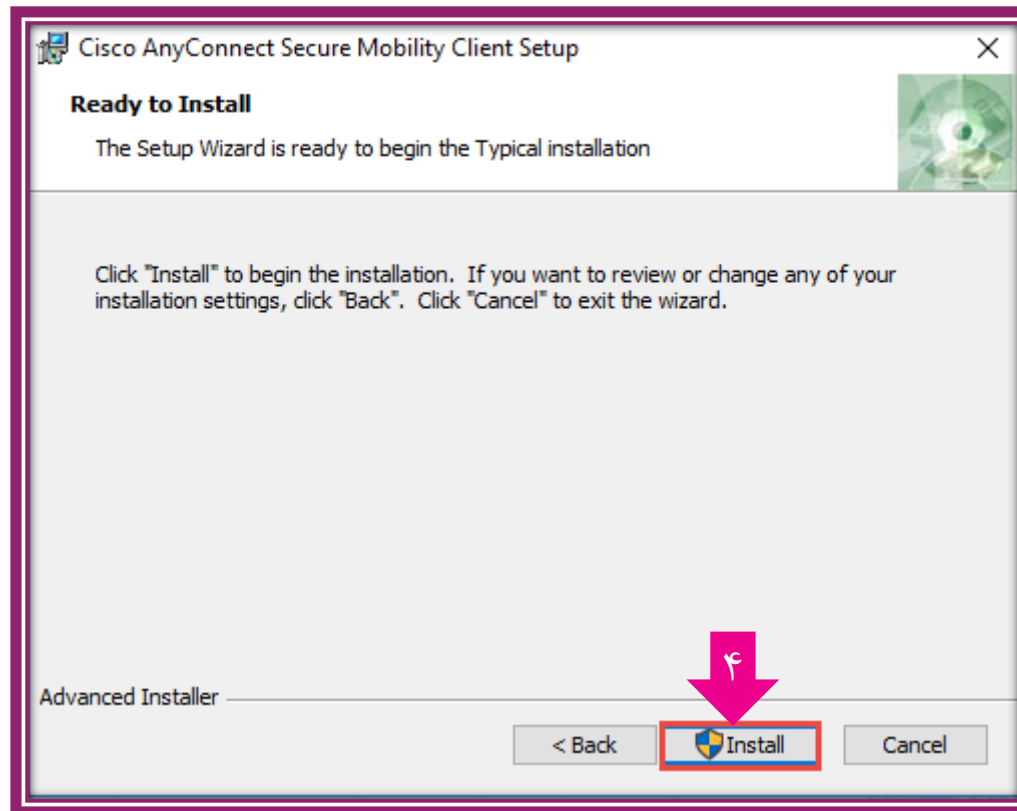 Cisco AnyConnect Secure Mobility Client Setup
Ready to Install
The Setup Wizard is ready to begin the Typical installation
Click "Install" to begin the installation.  If you want to review or change any of your
installation settings, click "Back".  Click "Cancel" to exit the wizard.
۴
Advanced Installer
< Back
Install
Cancel